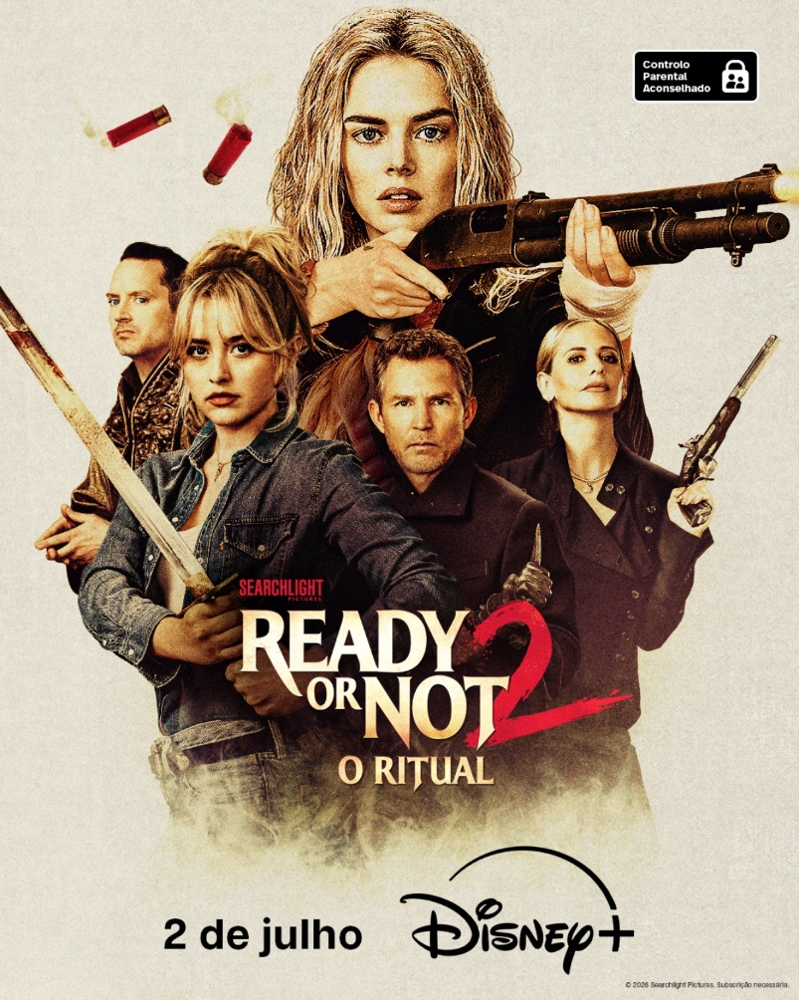 Controlo
Parental
Aconselhado
SEARCHLIGHT
PICTURES
READY
OR NOT 2
O RITUAL
2 de julho
Disney+
© 2026 Searchlight Pictures. Subscrição necessária.